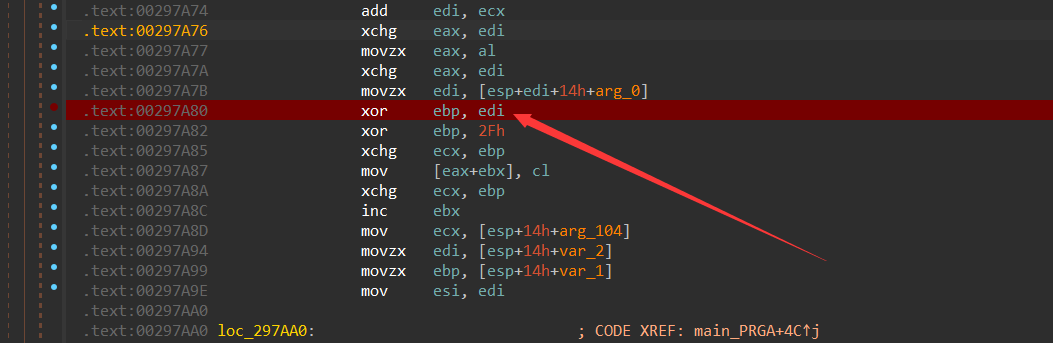 .text:00297A74 add edi, ecx
.text:00297A76 xchg eax, edi
.text:00297A77 movzx eax, al
.text:00297A7A xchg eax, edi
.text:00297A7B movzx edi, [esp+edi+14h+arg_0]
.text:00297A80 xor ebp, edi
.text:00297A82 xor ebp, 2Fh
.text:00297A85 xchg ecx, ebp
.text:00297A87 mov [eax+ebx], cl
.text:00297A8A xchg ecx, ebp
.text:00297A8C inc ebx
.text:00297A8D mov ecx, [esp+14h+arg_104]
.text:00297A94 movzx edi, [esp+14h+var_2]
.text:00297A99 movzx ebp, [esp+14h+var_1]
.text:00297A9E mov esi, edi
.text:00297AA0
.text:00297AA0 loc_297AA0: ; CODE XREF: main_PRGA+4C↑j